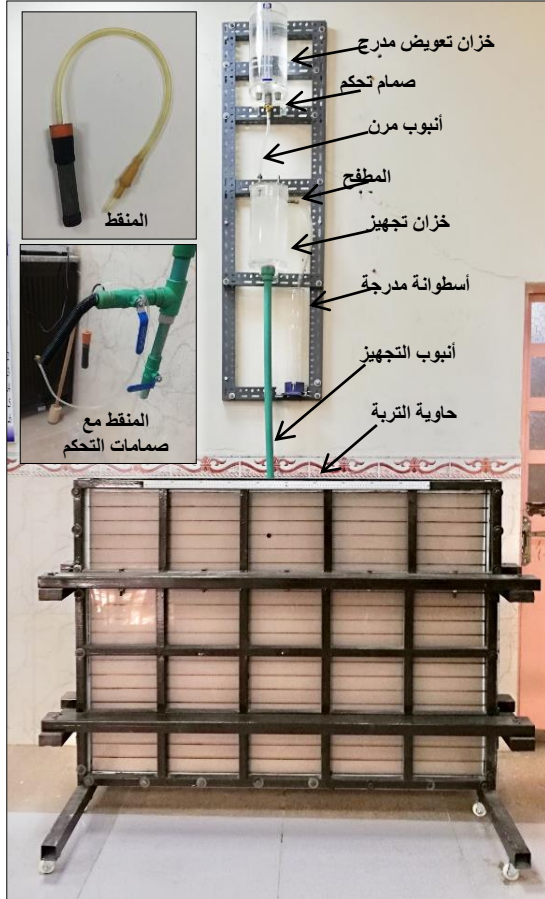 خزان تعويض مدرج
صمام تحكم
أنبوب مرن
المطفح
خزان تجهيز
أسطوانة مدرجة
أنبوب التجهيز
حاوية التربة
المنقط
المنقط مع
صمامات التحكم